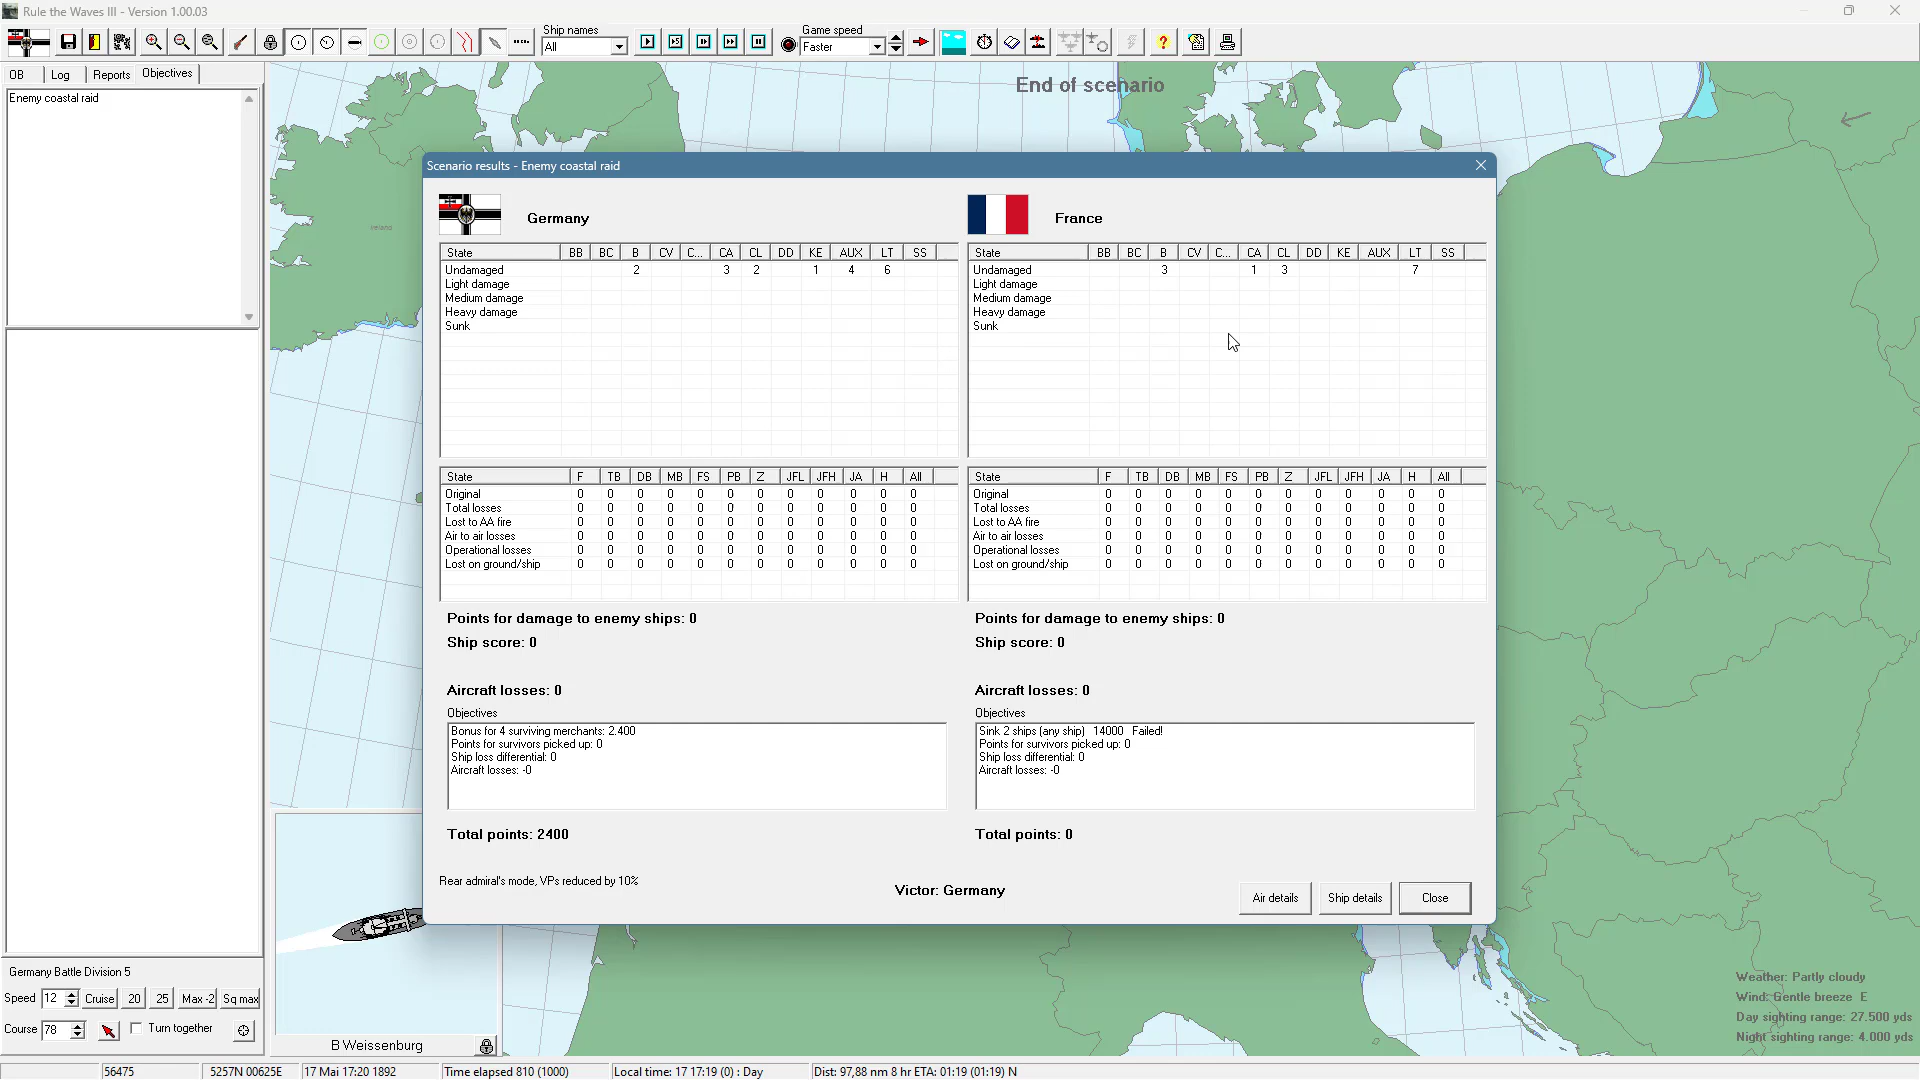 Rule the Waves III - Version 1.00.03
Ship names
All
Game speed
Faster
OB Log Reports Objectives
Enemy coastal raid
End of scenario
Ireland
Scenario results - Enemy coastal raid
Germany
State BB BC B CV C... CA CL DD KE AUX LT SS
Undamaged 2 3 2 1 4 6
Light damage
Medium damage
Heavy damage
Sunk
State F TB DB MB FS PB Z JFL JFH JA H All
Original 0 0 0 0 0 0 0 0 0 0 0 0
Total losses 0 0 0 0 0 0 0 0 0 0 0 0
Lost to AA fire 0 0 0 0 0 0 0 0 0 0 0 0
Air to air losses 0 0 0 0 0 0 0 0 0 0 0 0
Operational losses 0 0 0 0 0 0 0 0 0 0 0 0
Lost on ground/ship 0 0 0 0 0 0 0 0 0 0 0 0
Points for damage to enemy ships: 0
Ship score: 0
Aircraft losses: 0
Objectives
Bonus for 4 surviving merchants: 2.400
Points for survivors picked up: 0
Ship loss differential: 0
Aircraft losses: -0
Total points: 2400
France
State BB BC B CV C... CA CL DD KE AUX LT SS
Undamaged 3 1 3 7
Light damage
Medium damage
Heavy damage
Sunk
State F TB DB MB FS PB Z JFL JFH JA H All
Original 0 0 0 0 0 0 0 0 0 0 0 0
Total losses 0 0 0 0 0 0 0 0 0 0 0 0
Lost to AA fire 0 0 0 0 0 0 0 0 0 0 0 0
Air to air losses 0 0 0 0 0 0 0 0 0 0 0 0
Operational losses 0 0 0 0 0 0 0 0 0 0 0 0
Lost on ground/ship 0 0 0 0 0 0 0 0 0 0 0 0
Points for damage to enemy ships: 0
Ship score: 0
Aircraft losses: 0
Objectives
Sink 2 ships (any ship) 14000 Failed!
Points for survivors picked up: 0
Ship loss differential: 0
Aircraft losses: -0
Total points: 0
Rear admiral's mode, VPs reduced by 10%
Victor: Germany
Air details Ship details Close
Germany Battle Division 5
Speed 12 Cruise 20 25 Max -2 Sq max
Course 78 Turn together
B Weissenburg
Weather: Partly cloudy
Wind: Gentle breeze E
Day sighting range: 27.500 yds
Night sighting range: 4.000 yds
56475 5257N 00625E 17 Mai 17:20 1892 Time elapsed 810 (1000) Local time: 17 17:19 (0) : Day Dist: 97,88 nm 8 hr ETA: 01:19 (01:19) N